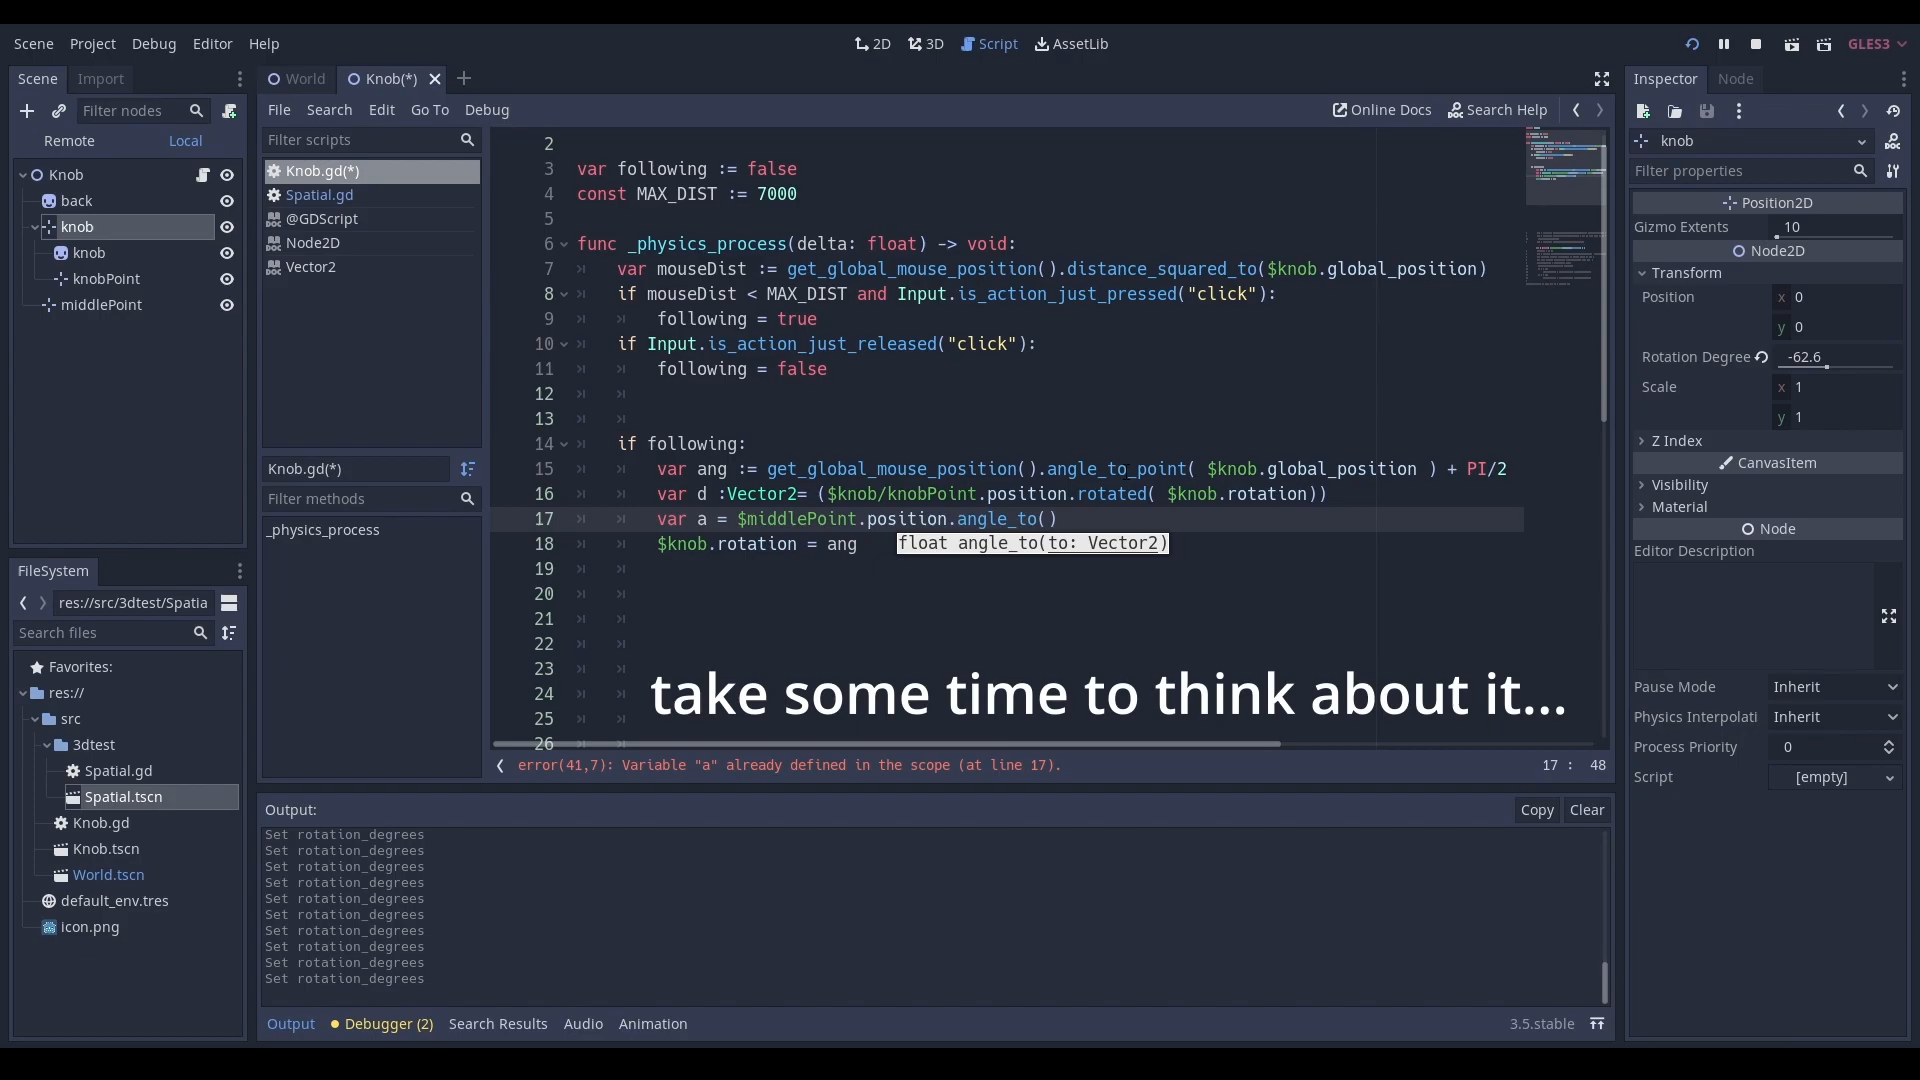 Scene Project Debug Editor Help
2D 3D Script AssetLib
GLES3
Scene Import
World Knob(*)
Inspector Node
Filter nodes
File Search Edit Go To Debug
Online Docs Search Help
Remote Local
Filter scripts
knob
Filter properties
Knob
back
knob
knob
knobPoint
middlePoint
Knob.gd(*)
Spatial.gd
@GDScript
Node2D
Vector2
Knob.gd(*)
Filter methods
_physics_process
2
3 var following := false
4 const MAX_DIST := 7000
5
6 func _physics_process(delta: float) -> void:
7 var mouseDist := get_global_mouse_position().distance_squared_to($knob.global_position)
8 if mouseDist < MAX_DIST and Input.is_action_just_pressed("click"):
9 following = true
10 if Input.is_action_just_released("click"):
11 following = false
12
13
14 if following:
15 var ang := get_global_mouse_position().angle_to_point( $knob.global_position ) + PI/2
16 var d :Vector2= ($knob/knobPoint.position.rotated( $knob.rotation))
17 var a = $middlePoint.position.angle_to()
18 $knob.rotation = ang
float angle_to(to: Vector2)
19
20
21
22
23
24
25
26
take some time to think about it...
error(41,7): Variable "a" already defined in the scope (at line 17).
17 : 48
Position2D
Gizmo Extents 10
Node2D
Transform
Position x 0
y 0
Rotation Degree -62.6
Scale x 1
y 1
Z Index
CanvasItem
Visibility
Material
Node
Editor Description
Pause Mode Inherit
Physics Interpolati Inherit
Process Priority 0
Script [empty]
FileSystem
res://src/3dtest/Spatia
Search files
Favorites:
res://
src
3dtest
Spatial.gd
Spatial.tscn
Knob.gd
Knob.tscn
World.tscn
default_env.tres
icon.png
Output:
Copy Clear
Set rotation_degrees
Set rotation_degrees
Set rotation_degrees
Set rotation_degrees
Set rotation_degrees
Set rotation_degrees
Set rotation_degrees
Set rotation_degrees
Set rotation_degrees
Set rotation_degrees
Output Debugger (2) Search Results Audio Animation
3.5.stable